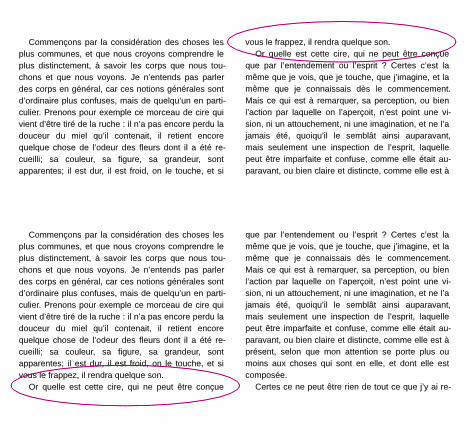 Commençons par la considération des choses les
plus communes, et que nous croyons comprendre le
plus distinctement, à savoir les corps que nous tou-
chons et que nous voyons. Je n'entends pas parler
des corps en général, car ces notions générales sont
d'ordinaire plus confuses, mais de quelqu'un en parti-
culier. Prenons pour exemple ce morceau de cire qui
vient d'être tiré de la ruche : il n'a pas encore perdu la
douceur du miel qu'il contenait, il retient encore
quelque chose de l'odeur des fleurs dont il a été re-
cueilli; sa couleur, sa figure, sa grandeur, sont
apparentes; il est dur, il est froid, on le touche, et si
vous le frappez, il rendra quelque son.
Or quelle est cette cire, qui ne peut être conçue
que par l'entendement ou l'esprit ? Certes c'est la
même que je vois, que je touche, que j'imagine, et la
même que je connaissais dès le commencement.
Mais ce qui est à remarquer, sa perception, ou bien
l'action par laquelle on l'aperçoit, n'est point une vi-
sion, ni un attouchement, ni une imagination, et ne l'a
jamais été, quoiqu'il le semblât ainsi auparavant,
mais seulement une inspection de l'esprit, laquelle
peut être imparfaite et confuse, comme elle était au-
paravant, ou bien claire et distincte, comme elle est à
Commençons par la considération des choses les
plus communes, et que nous croyons comprendre le
plus distinctement, à savoir les corps que nous tou-
chons et que nous voyons. Je n'entends pas parler
des corps en général, car ces notions générales sont
d'ordinaire plus confuses, mais de quelqu'un en parti-
culier. Prenons pour exemple ce morceau de cire qui
vient d'être tiré de la ruche : il n'a pas encore perdu la
douceur du miel qu'il contenait, il retient encore
quelque chose de l'odeur des fleurs dont il a été re-
cueilli; sa couleur, sa figure, sa grandeur, sont
apparentes; il est dur, il est froid, on le touche, et si
vous le frappez, il rendra quelque son.
Or quelle est cette cire, qui ne peut être conçue
que par l'entendement ou l'esprit ? Certes c'est la
même que je vois, que je touche, que j'imagine, et la
même que je connaissais dès le commencement.
Mais ce qui est à remarquer, sa perception, ou bien
l'action par laquelle on l'aperçoit, n'est point une vi-
sion, ni un attouchement, ni une imagination, et ne l'a
jamais été, quoiqu'il le semblât ainsi auparavant,
mais seulement une inspection de l'esprit, laquelle
peut être imparfaite et confuse, comme elle était au-
paravant, ou bien claire et distincte, comme elle est à
présent, selon que mon attention se porte plus ou
moins aux choses qui sont en elle, et dont elle est
composée.
Certes ce ne peut être rien de tout ce que j'y ai re-